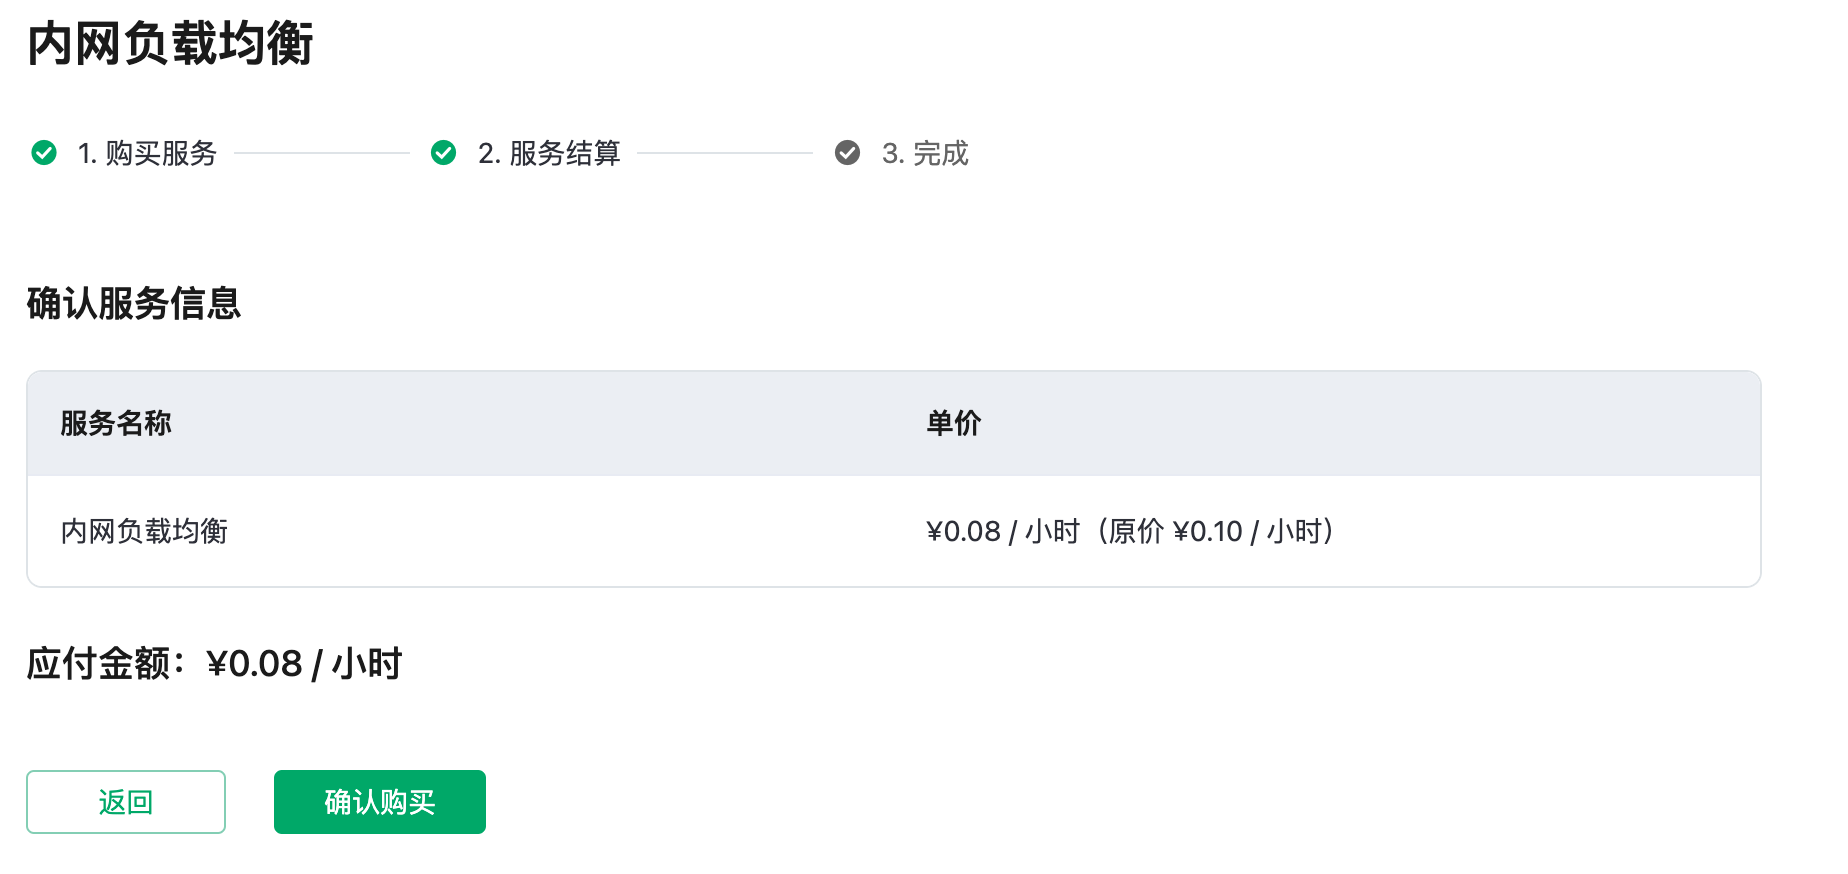 内网负载均衡
1. 购买服务
2. 服务结算
3. 完成
确认服务信息
服务名称
单价
内网负载均衡
¥0.08 / 小时（原价 ¥0.10 / 小时）
应付金额：¥0.08 / 小时
返回
确认购买